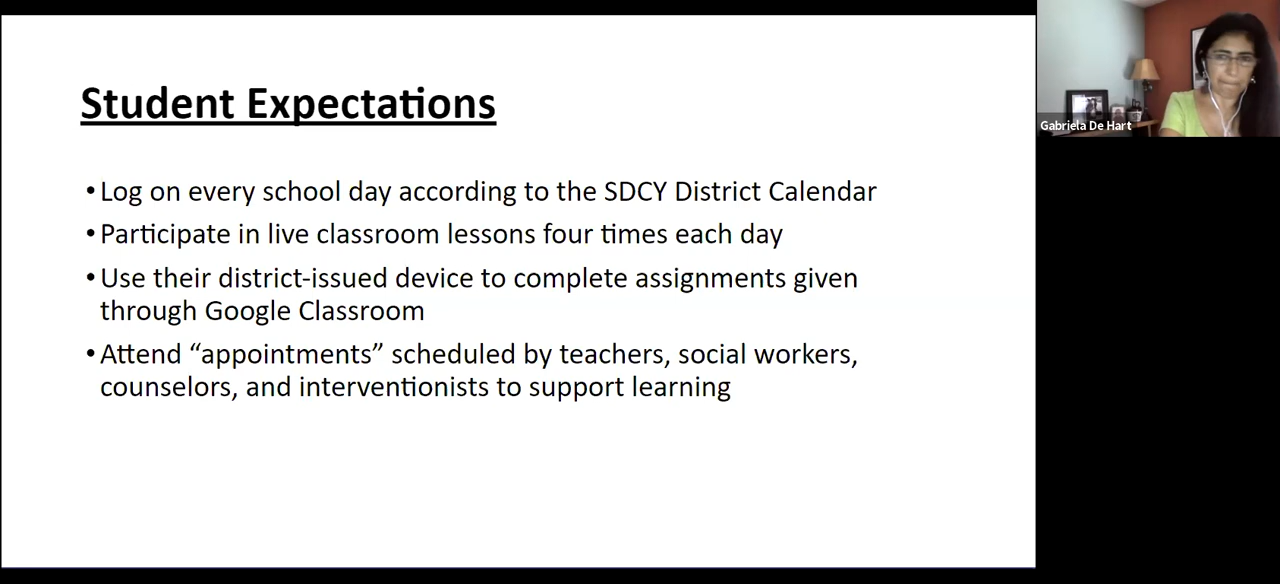 Student Expectations
• Log on every school day according to the SDCY District Calendar
• Participate in live classroom lessons four times each day
• Use their district-issued device to complete assignments given
through Google Classroom
• Attend “appointments” scheduled by teachers, social workers,
counselors, and interventionists to support learning
Gabriela De Hart